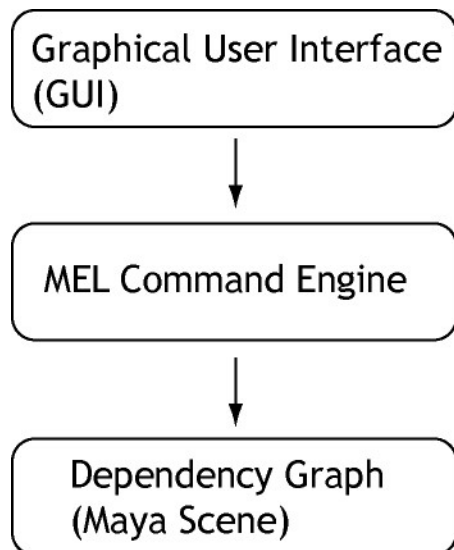 Graphical User Interface
(GUI)
MEL Command Engine
Dependency Graph
(Maya Scene)